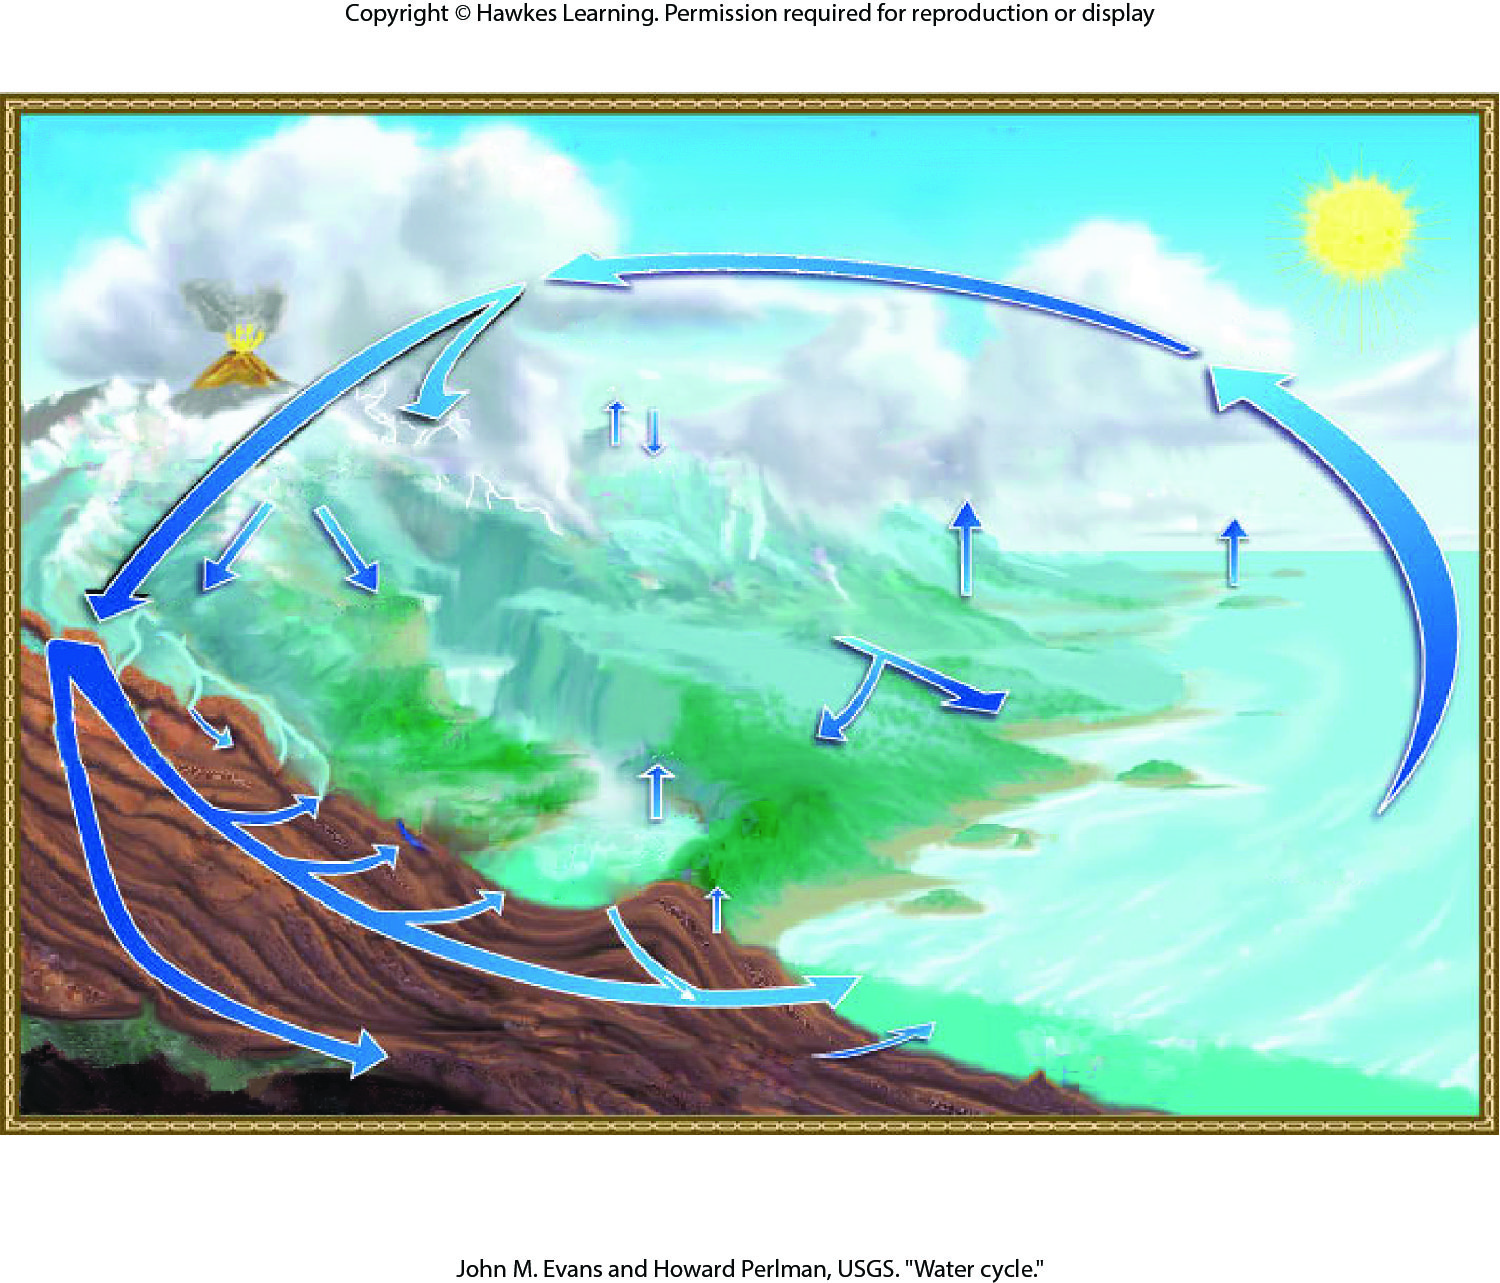 Copyright © Hawkes Learning. Permission required for reproduction or display
John M. Evans and Howard Perlman, USGS. "Water cycle."